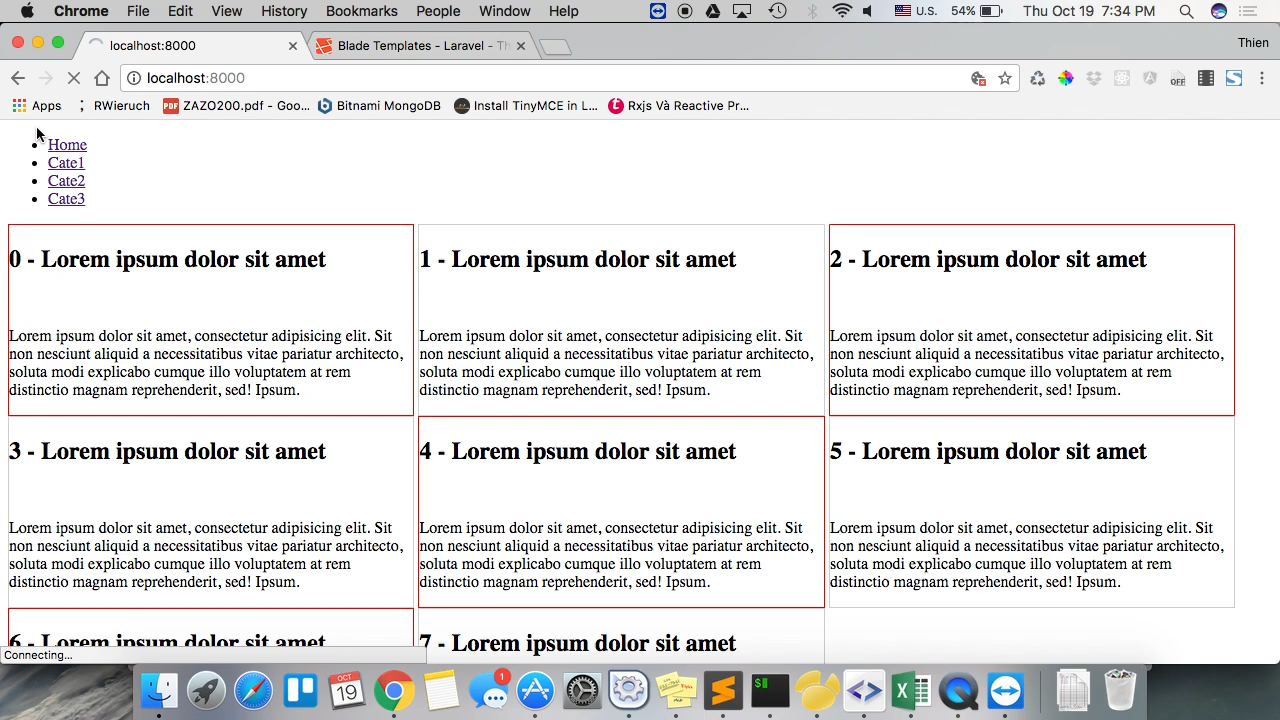 Chrome File Edit View History Bookmarks People Window Help U.S. 54% Thu Oct 19 7:34 PM
localhost:8000 Blade Templates - Laravel - Th Thien
localhost:8000 OFF
Apps RWieruch PDF ZAZO200.pdf - Goo... Bitnami MongoDB Install TinyMCE in L... Rxjs Và Reactive Pr...
Home
Cate1
Cate2
Cate3
0 - Lorem ipsum dolor sit amet 1 - Lorem ipsum dolor sit amet 2 - Lorem ipsum dolor sit amet
Lorem ipsum dolor sit amet, consectetur adipisicing elit. Sit Lorem ipsum dolor sit amet, consectetur adipisicing elit. Sit Lorem ipsum dolor sit amet, consectetur adipisicing elit. Sit
non nesciunt aliquid a necessitatibus vitae pariatur architecto, non nesciunt aliquid a necessitatibus vitae pariatur architecto, non nesciunt aliquid a necessitatibus vitae pariatur architecto,
soluta modi explicabo cumque illo voluptatem at rem soluta modi explicabo cumque illo voluptatem at rem soluta modi explicabo cumque illo voluptatem at rem
distinctio magnam reprehenderit, sed! Ipsum. distinctio magnam reprehenderit, sed! Ipsum. distinctio magnam reprehenderit, sed! Ipsum.
3 - Lorem ipsum dolor sit amet 4 - Lorem ipsum dolor sit amet 5 - Lorem ipsum dolor sit amet
Lorem ipsum dolor sit amet, consectetur adipisicing elit. Sit Lorem ipsum dolor sit amet, consectetur adipisicing elit. Sit Lorem ipsum dolor sit amet, consectetur adipisicing elit. Sit
non nesciunt aliquid a necessitatibus vitae pariatur architecto, non nesciunt aliquid a necessitatibus vitae pariatur architecto, non nesciunt aliquid a necessitatibus vitae pariatur architecto,
soluta modi explicabo cumque illo voluptatem at rem soluta modi explicabo cumque illo voluptatem at rem soluta modi explicabo cumque illo voluptatem at rem
distinctio magnam reprehenderit, sed! Ipsum. distinctio magnam reprehenderit, sed! Ipsum. distinctio magnam reprehenderit, sed! Ipsum.
6 - Lorem ipsum dolor sit amet 7 - Lorem ipsum dolor sit amet
Connecting...
OCT 19 1